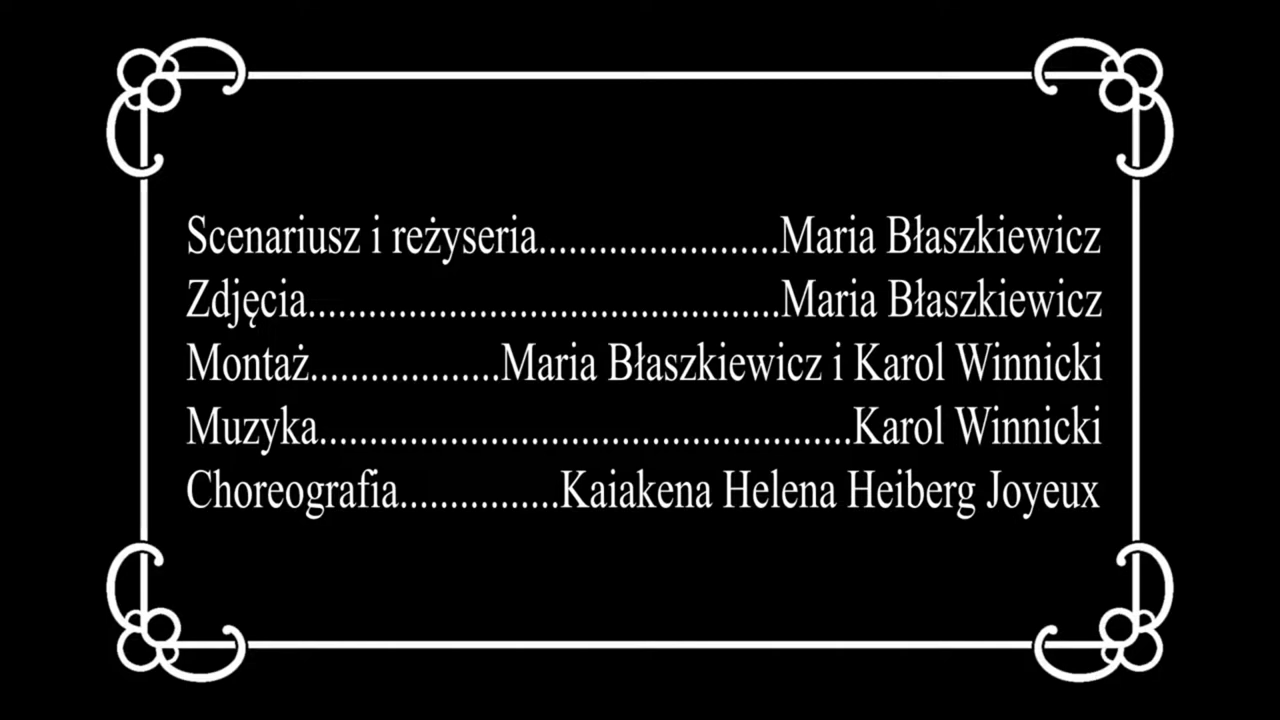 Scenariusz i reżyseria........................Maria Błaszkiewicz
Zdjęcia...............................................Maria Błaszkiewicz
Montaż...................Maria Błaszkiewicz i Karol Winnicki
Muzyka.....................................................Karol Winnicki
Choreografia................Kaiakena Helena Heiberg Joyeux